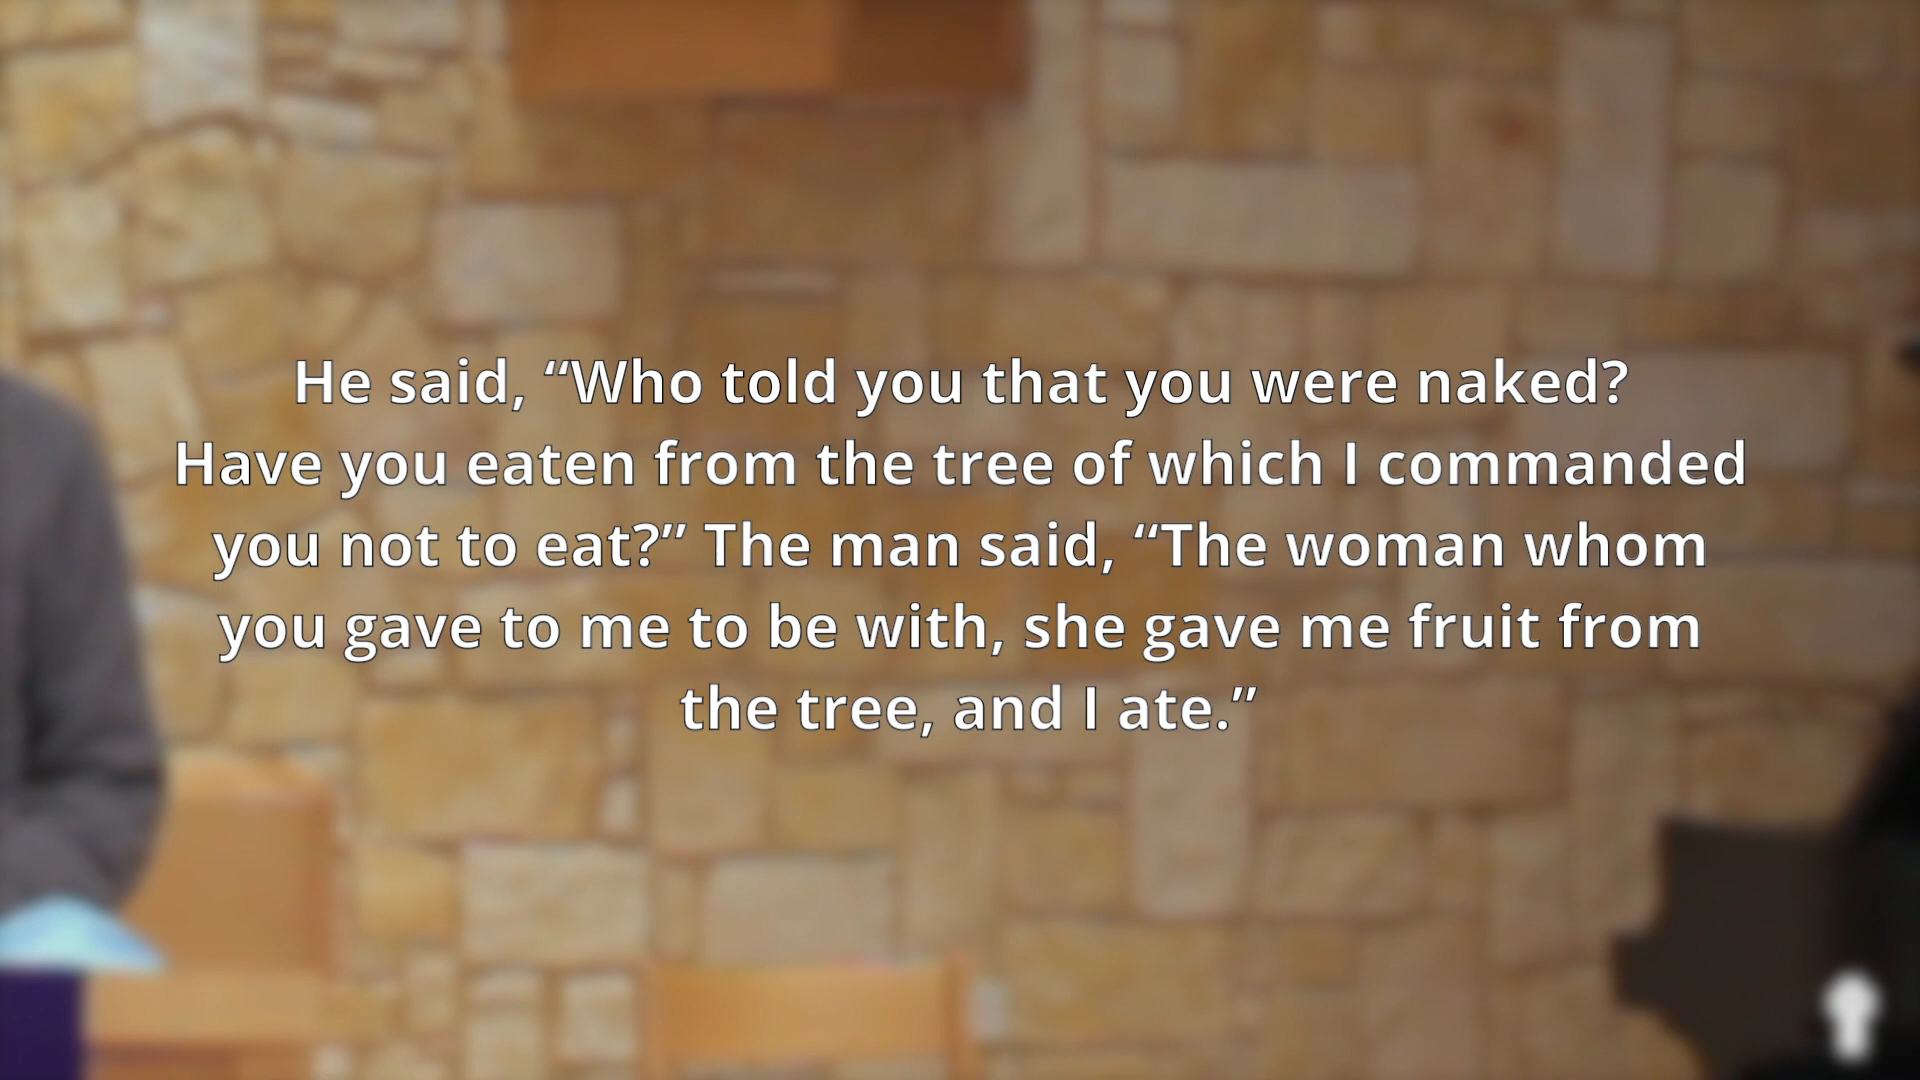 He said, “Who told you that you were naked?
Have you eaten from the tree of which I commanded
you not to eat?” The man said, “The woman whom
you gave to me to be with, she gave me fruit from
the tree, and I ate.”